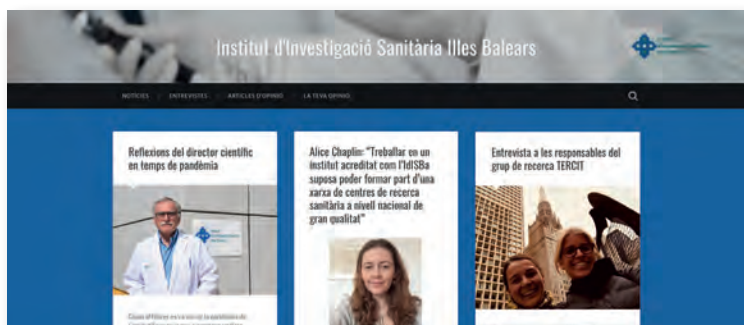 Institut d'Investigació Sanitària Illes Balears
NOTÍCIES
ENTREVISTES
ARTICLES D'OPINIÓ
LA TEVA OPINIÓ
Reflexions del director científic
en temps de pandèmia
Alice Chaplin: "Treballar en un
institut acreditat com l'IdISBa
suposa poder formar part d'una
xarxa de centres de recerca
sanitària a nivell nacional de
gran qualitat"
Entrevista a les responsables del
grup de recerca TERCIT